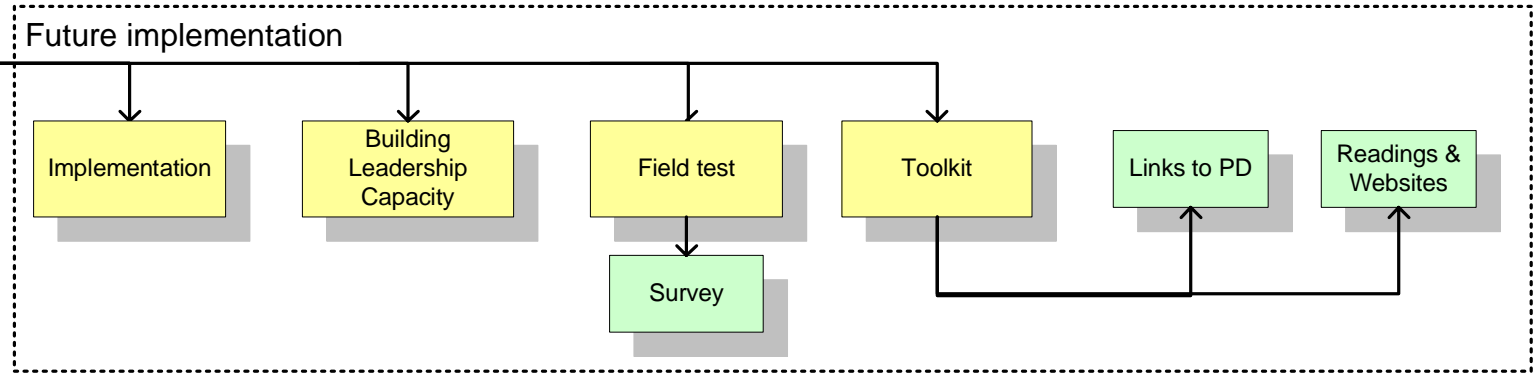 Future implementation
Implementation
Building
Leadership
Capacity
Field test
Toolkit
Links to PD
Readings &
Websites
Survey